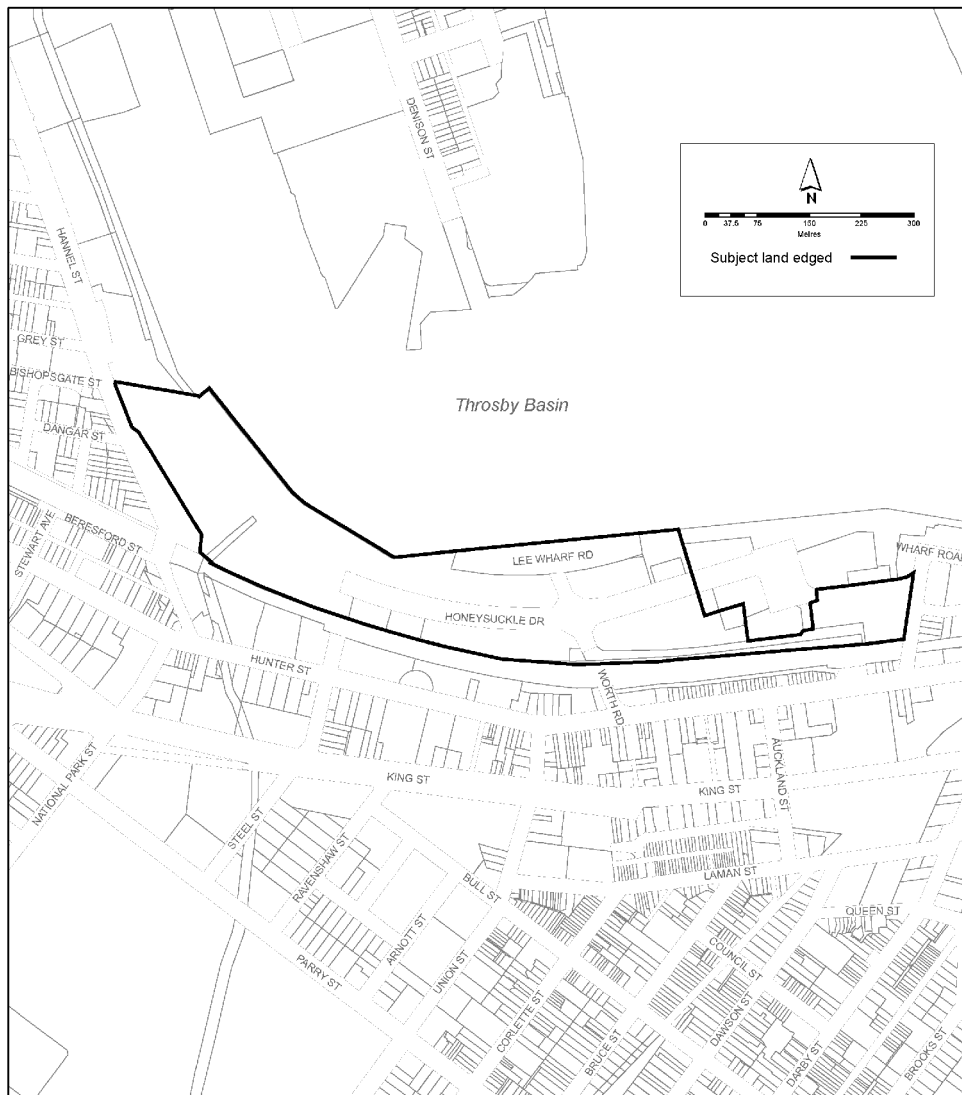 DENISON ST
HANNEL ST
N
0 37.5 75 150 225 300
Metres
Subject land edged
GREY ST
BISHOPSGATE ST
DANGAR ST
Throsby Basin
BERESFORD ST
STEWART AVE
LEE WHARF RD
WHARF ROAD
HONEYSUCKLE DR
HUNTER ST
WORTH RD
AUCKLAND ST
NATIONAL PARK ST
KING ST
KING ST
STEEL ST
RAVENSHAW ST
BULL ST
LAMAN ST
QUEEN ST
ARNOTT ST
UNION ST
COUNCIL ST
PARRY ST
CORLETTE ST
BRUCE ST
DAWSON ST
DARBY ST
BROOKS ST